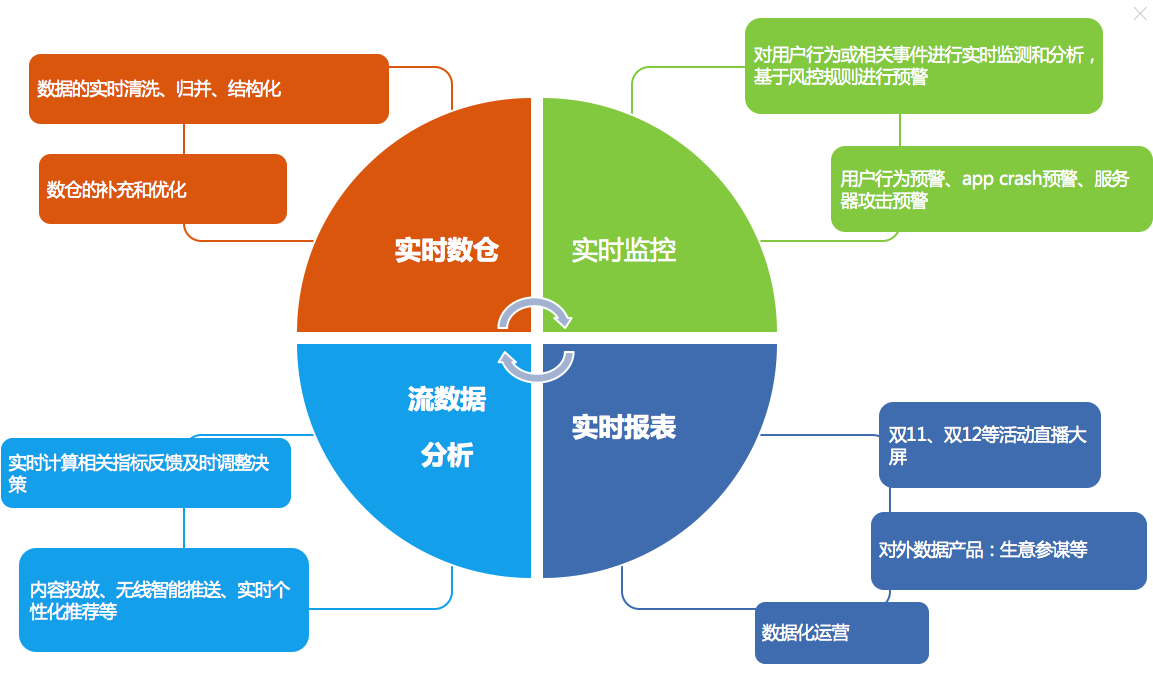 数据的实时清洗、归并、结构化
数仓的补充和优化
实时数仓
对用户行为或相关事件进行实时监测和分析，
基于风控规则进行预警
用户行为预警、app crash预警、服务
器攻击预警
实时监控
流数据
分析
实时计算相关指标反馈及时调整决
策
内容投放、无线智能推送、实时个
性化推荐等
实时报表
双11、双12等活动直播大
屏
对外数据产品：生意参谋等
数据化运营